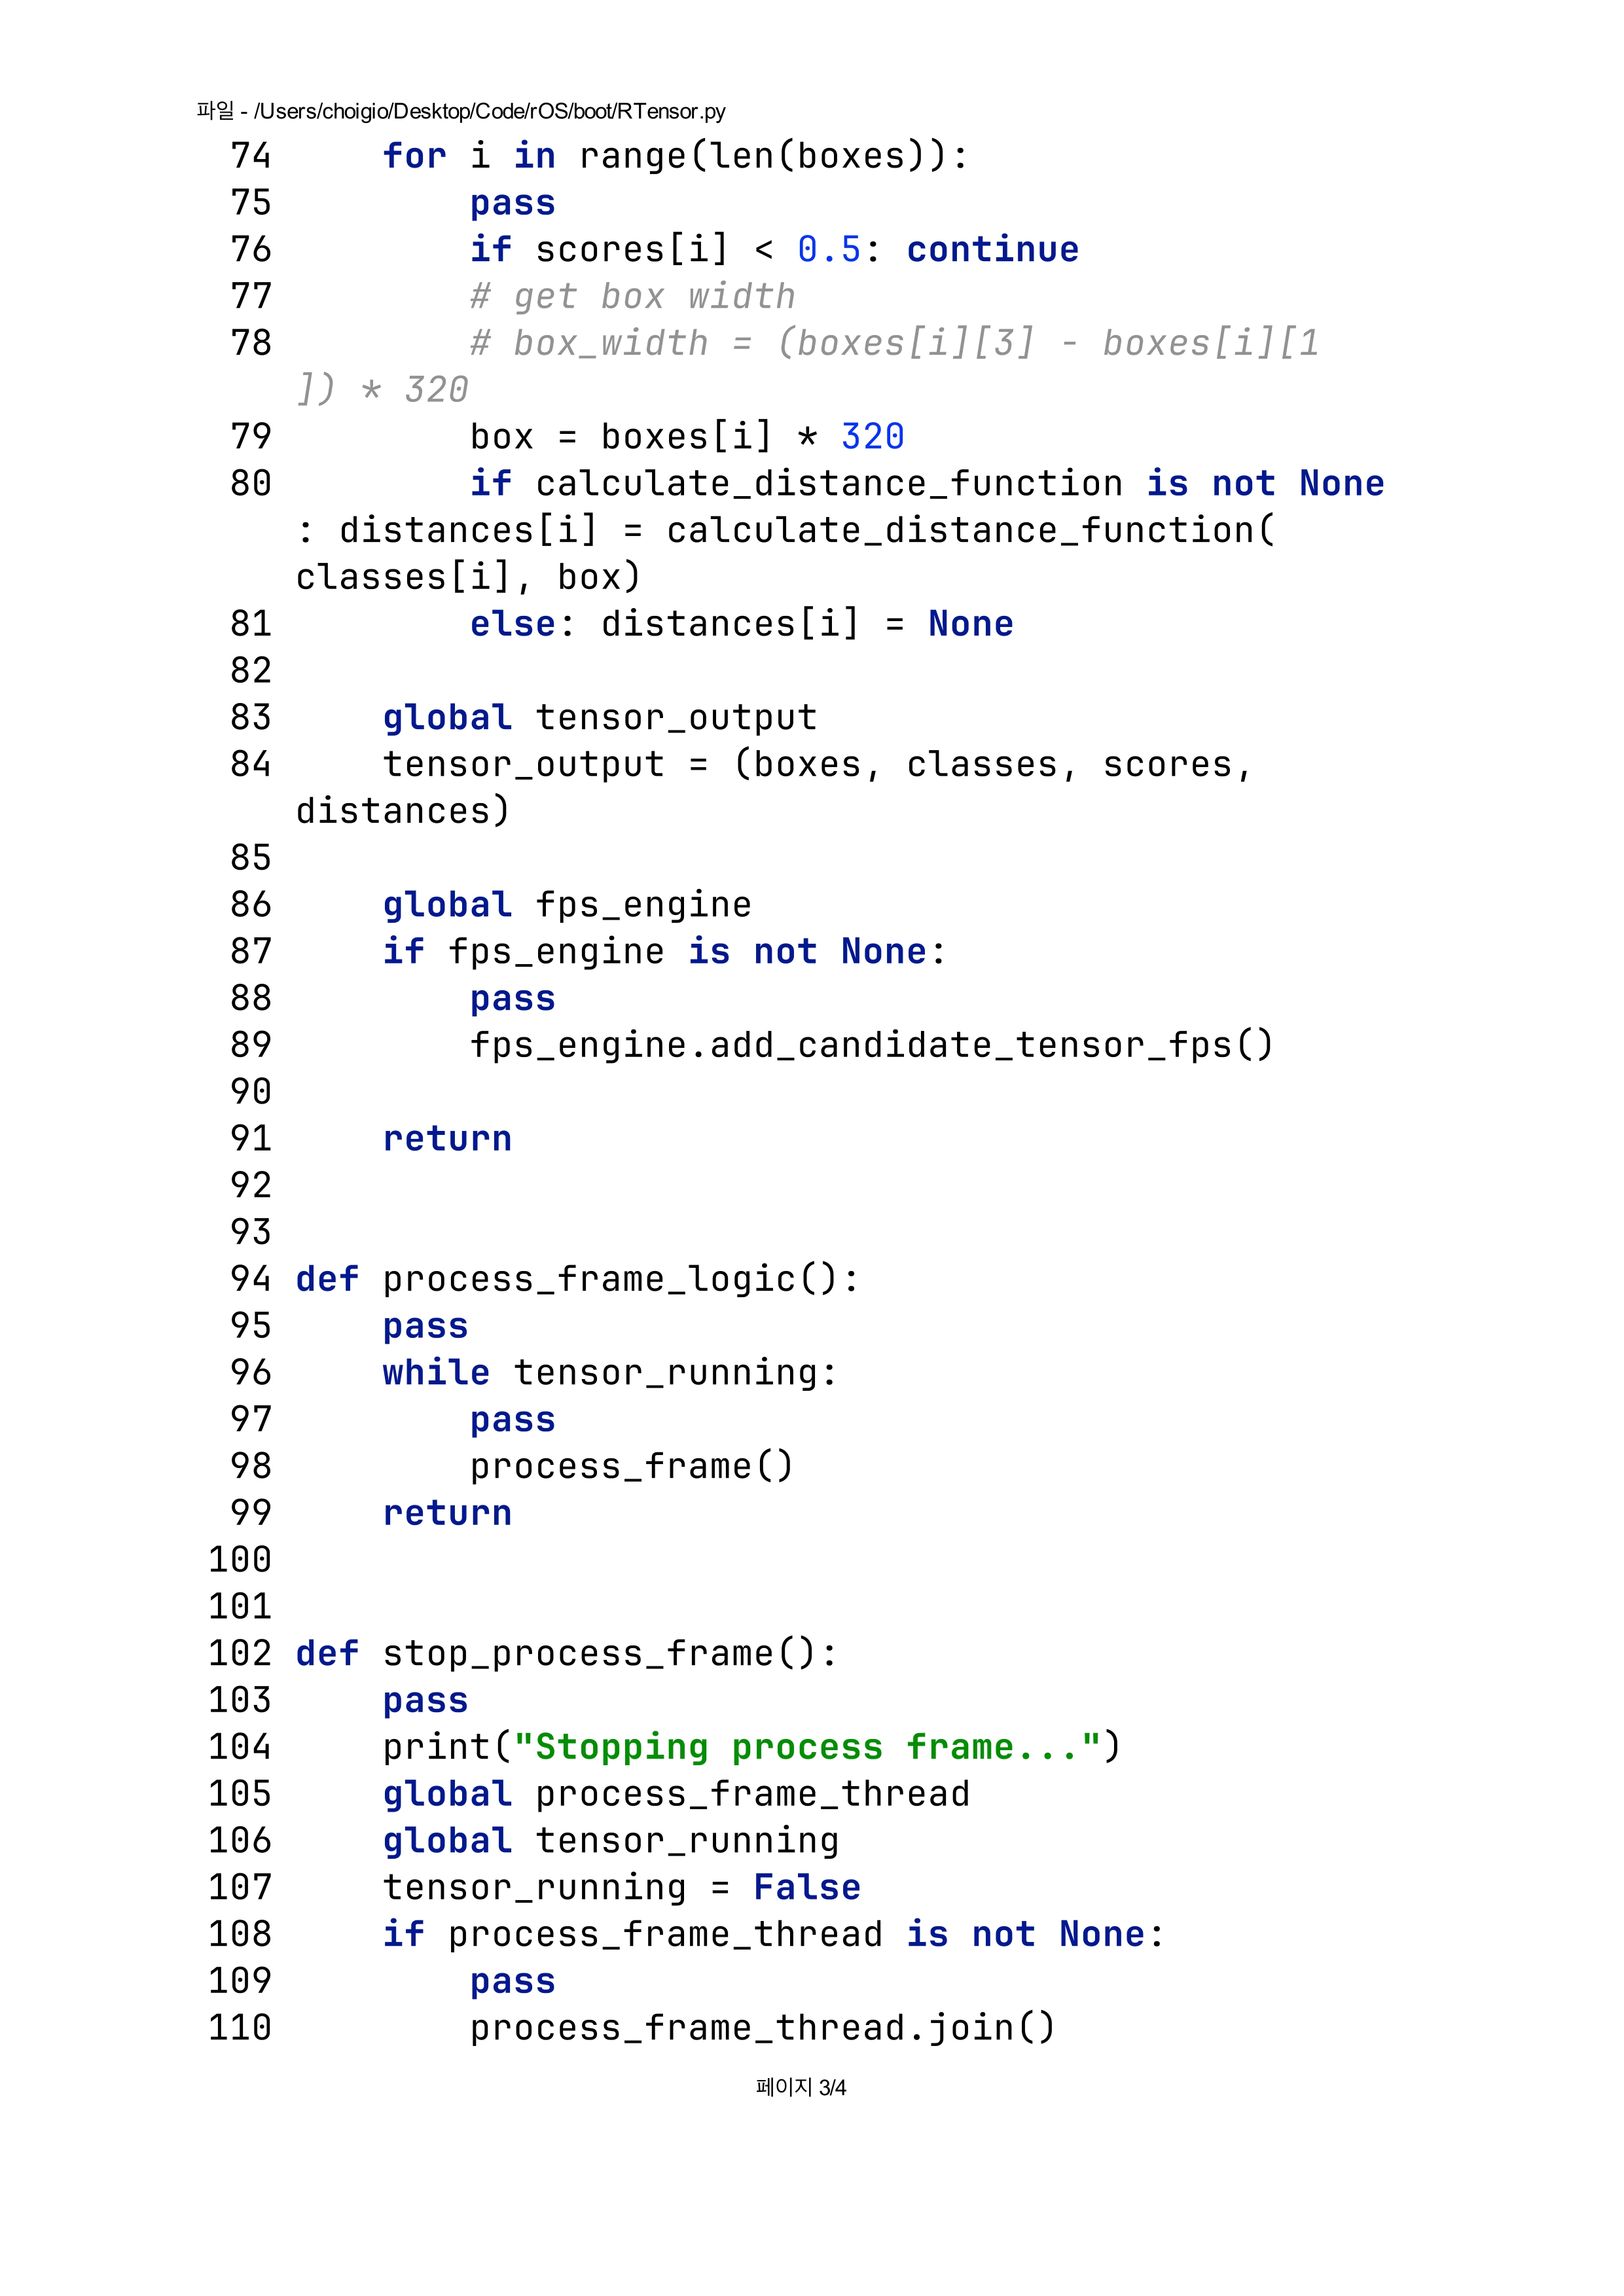 파일 - /Users/choigio/Desktop/Code/rOS/boot/RTensor.py
74     for i in range(len(boxes)):
75         pass
76         if scores[i] < 0.5: continue
77         # get box width
78         # box_width = (boxes[i][3] - boxes[i][1
]) * 320
79         box = boxes[i] * 320
80         if calculate_distance_function is not None
: distances[i] = calculate_distance_function(
classes[i], box)
81         else: distances[i] = None
82
83     global tensor_output
84     tensor_output = (boxes, classes, scores,
distances)
85
86     global fps_engine
87     if fps_engine is not None:
88         pass
89         fps_engine.add_candidate_tensor_fps()
90
91     return
92
93
94 def process_frame_logic():
95     pass
96     while tensor_running:
97         pass
98         process_frame()
99     return
100
101
102 def stop_process_frame():
103     pass
104     print("Stopping process frame...")
105     global process_frame_thread
106     global tensor_running
107     tensor_running = False
108     if process_frame_thread is not None:
109         pass
110         process_frame_thread.join()
페이지 3/4